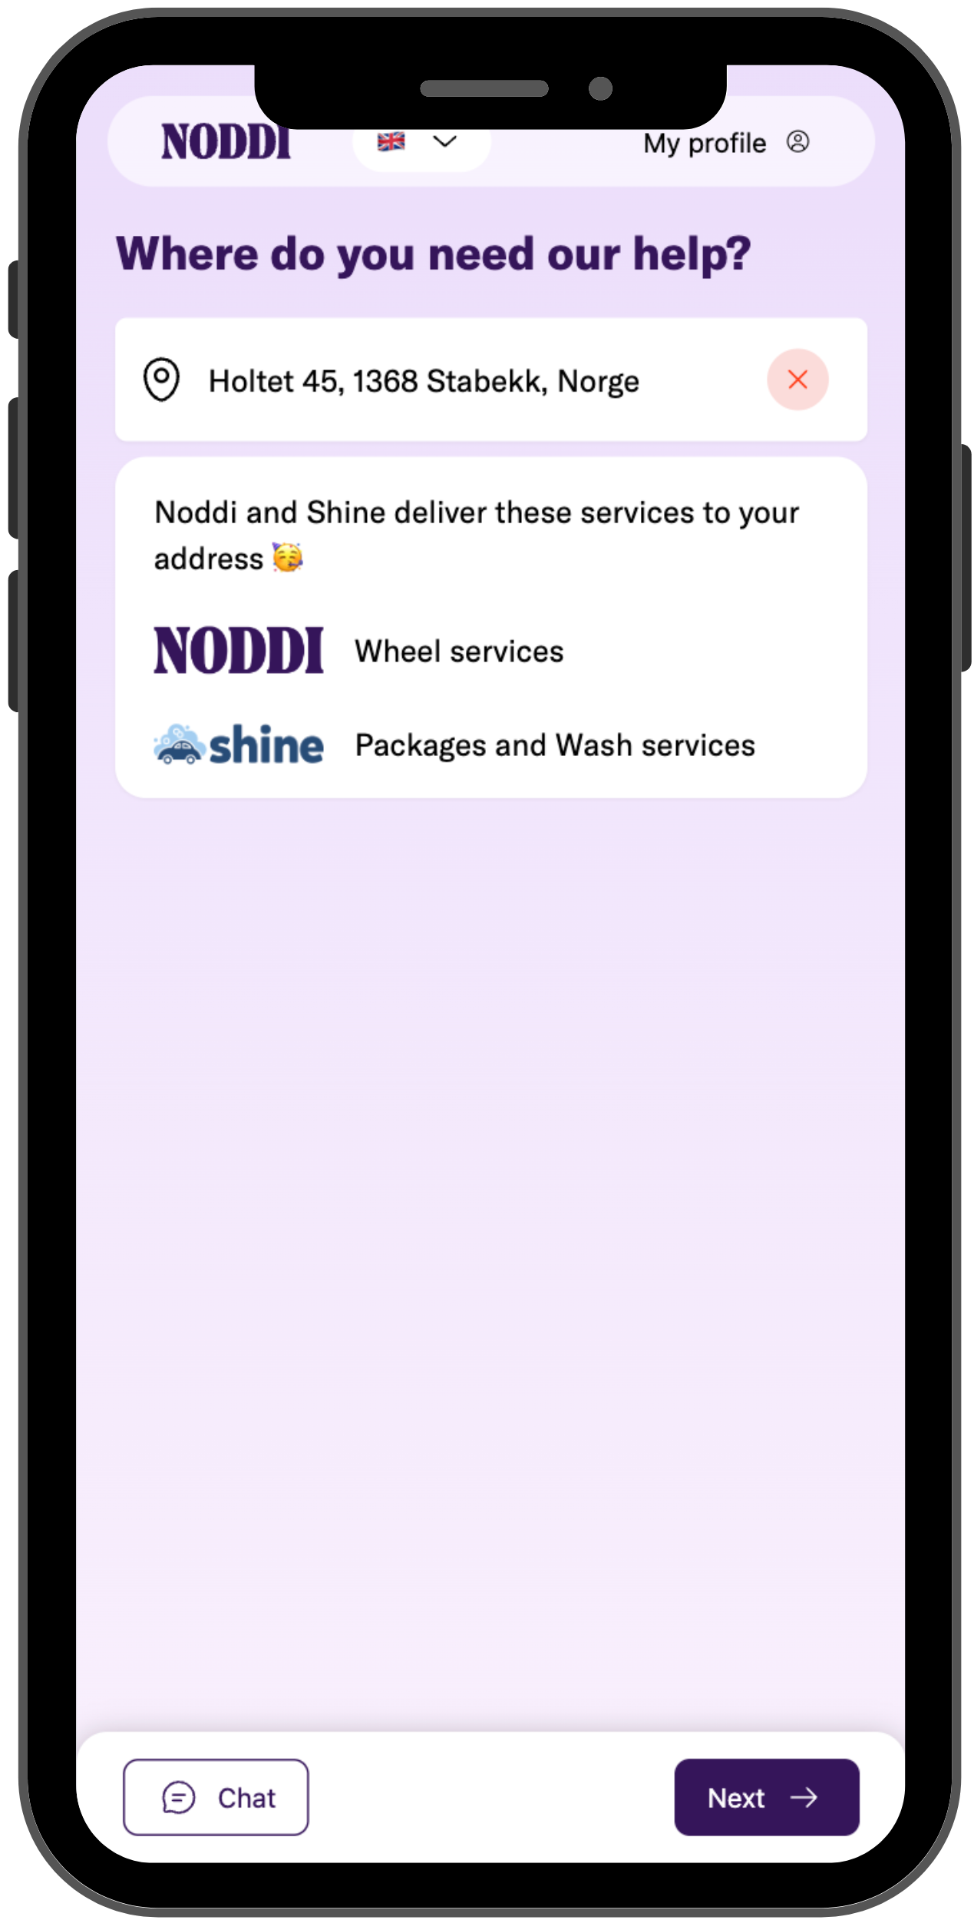 NODDI
My profile
Where do you need our help?
Holtet 45, 1368 Stabekk, Norge
Noddi and Shine deliver these services to your
address 🥳
NODDI Wheel services
shine Packages and Wash services
Chat
Next